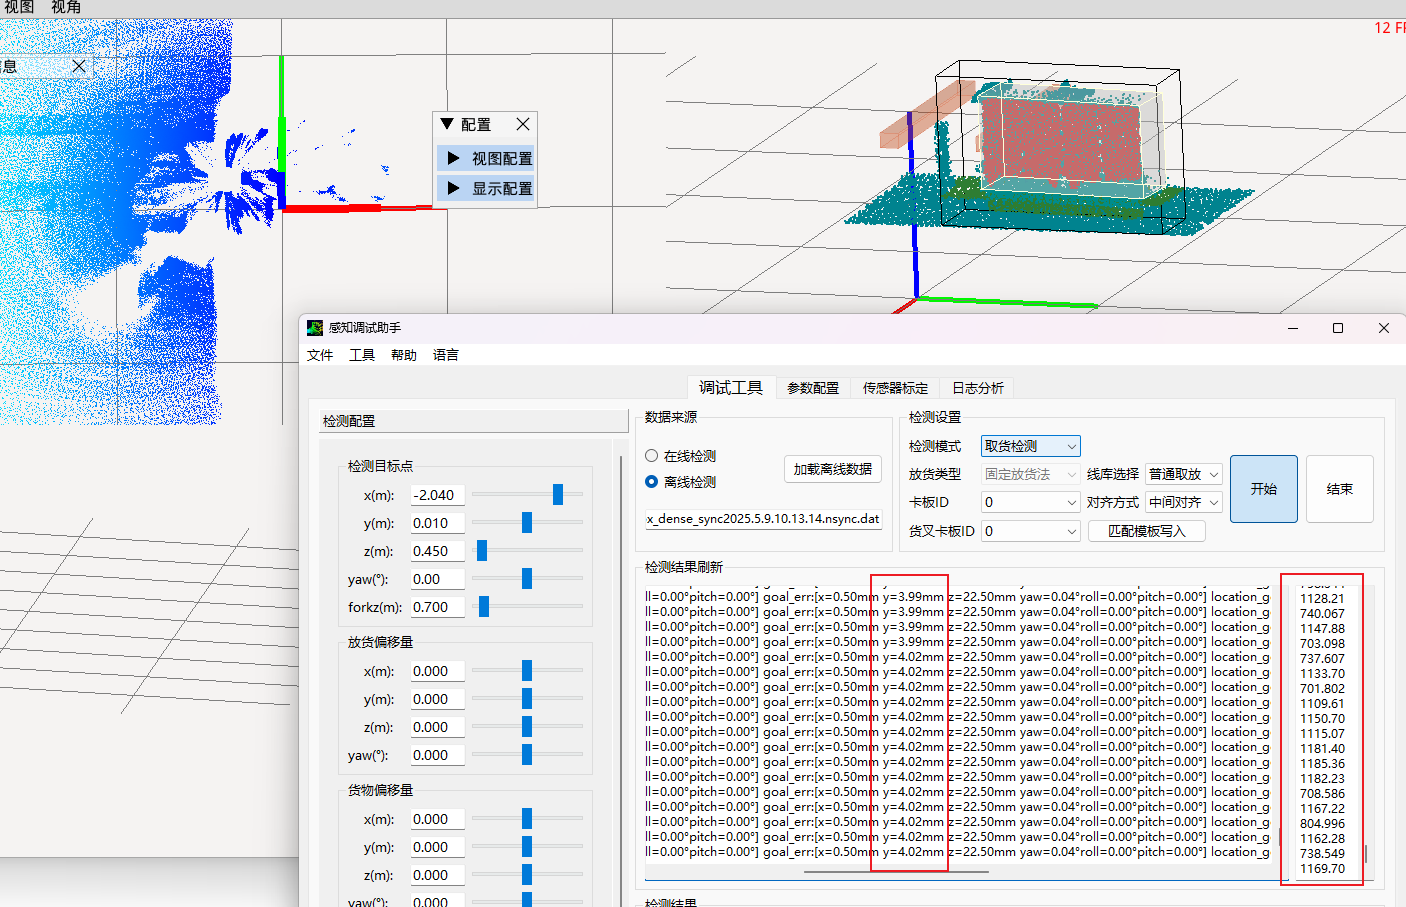 视图 视角
12 F
息
配置
视图配置
显示配置
感知调试助手
文件 工具 帮助 语言
调试工具 参数配置 传感器标定 日志分析
检测配置
检测目标点
x(m): -2.040
y(m): 0.010
z(m): 0.450
yaw(°): 0.00
forkz(m): 0.700
放货偏移量
x(m): 0.000
y(m): 0.000
z(m): 0.000
yaw(°): 0.000
货物偏移量
x(m): 0.000
y(m): 0.000
z(m): 0.000
yaw(°): 0.000
数据来源
在线检测
离线检测
加载离线数据
x_dense_sync2025.5.9.10.13.14.nsync.dat
检测设置
检测模式 取货检测
放货类型 固定放货法 线库选择 普通取放
卡板ID 0 对齐方式 中间对齐
货叉卡板ID 0 匹配模板写入
开始
结束
检测结果刷新
ll=0.00°pitch=0.00°] goal_err:[x=0.50mm y=3.99mm z=22.50mm yaw=0.04°roll=0.00°pitch=0.00°] location_g
ll=0.00°pitch=0.00°] goal_err:[x=0.50mm y=3.99mm z=22.50mm yaw=0.04°roll=0.00°pitch=0.00°] location_g
ll=0.00°pitch=0.00°] goal_err:[x=0.50mm y=3.99mm z=22.50mm yaw=0.04°roll=0.00°pitch=0.00°] location_g
ll=0.00°pitch=0.00°] goal_err:[x=0.50mm y=3.99mm z=22.50mm yaw=0.04°roll=0.00°pitch=0.00°] location_g
ll=0.00°pitch=0.00°] goal_err:[x=0.50mm y=4.02mm z=22.50mm yaw=0.04°roll=0.00°pitch=0.00°] location_g
ll=0.00°pitch=0.00°] goal_err:[x=0.50mm y=4.02mm z=22.50mm yaw=0.04°roll=0.00°pitch=0.00°] location_g
ll=0.00°pitch=0.00°] goal_err:[x=0.50mm y=4.02mm z=22.50mm yaw=0.04°roll=0.00°pitch=0.00°] location_g
ll=0.00°pitch=0.00°] goal_err:[x=0.50mm y=4.02mm z=22.50mm yaw=0.04°roll=0.00°pitch=0.00°] location_g
ll=0.00°pitch=0.00°] goal_err:[x=0.50mm y=4.02mm z=22.50mm yaw=0.04°roll=0.00°pitch=0.00°] location_g
ll=0.00°pitch=0.00°] goal_err:[x=0.50mm y=4.02mm z=22.50mm yaw=0.04°roll=0.00°pitch=0.00°] location_g
ll=0.00°pitch=0.00°] goal_err:[x=0.50mm y=4.02mm z=22.50mm yaw=0.04°roll=0.00°pitch=0.00°] location_g
ll=0.00°pitch=0.00°] goal_err:[x=0.50mm y=4.02mm z=22.50mm yaw=0.04°roll=0.00°pitch=0.00°] location_g
ll=0.00°pitch=0.00°] goal_err:[x=0.50mm y=4.02mm z=22.50mm yaw=0.04°roll=0.00°pitch=0.00°] location_g
ll=0.00°pitch=0.00°] goal_err:[x=0.50mm y=4.02mm z=22.50mm yaw=0.04°roll=0.00°pitch=0.00°] location_g
ll=0.00°pitch=0.00°] goal_err:[x=0.50mm y=4.02mm z=22.50mm yaw=0.04°roll=0.00°pitch=0.00°] location_g
ll=0.00°pitch=0.00°] goal_err:[x=0.50mm y=4.02mm z=22.50mm yaw=0.04°roll=0.00°pitch=0.00°] location_g
ll=0.00°pitch=0.00°] goal_err:[x=0.50mm y=4.02mm z=22.50mm yaw=0.04°roll=0.00°pitch=0.00°] location_g
ll=0.00°pitch=0.00°] goal_err:[x=0.50mm y=4.02mm z=22.50mm yaw=0.04°roll=0.00°pitch=0.00°] location_g
1128.21
740.067
1147.88
703.098
737.607
1133.70
701.802
1109.61
1150.70
1115.07
1181.40
1185.36
1182.23
708.586
1167.22
804.996
1162.28
738.549
1169.70
检测结果